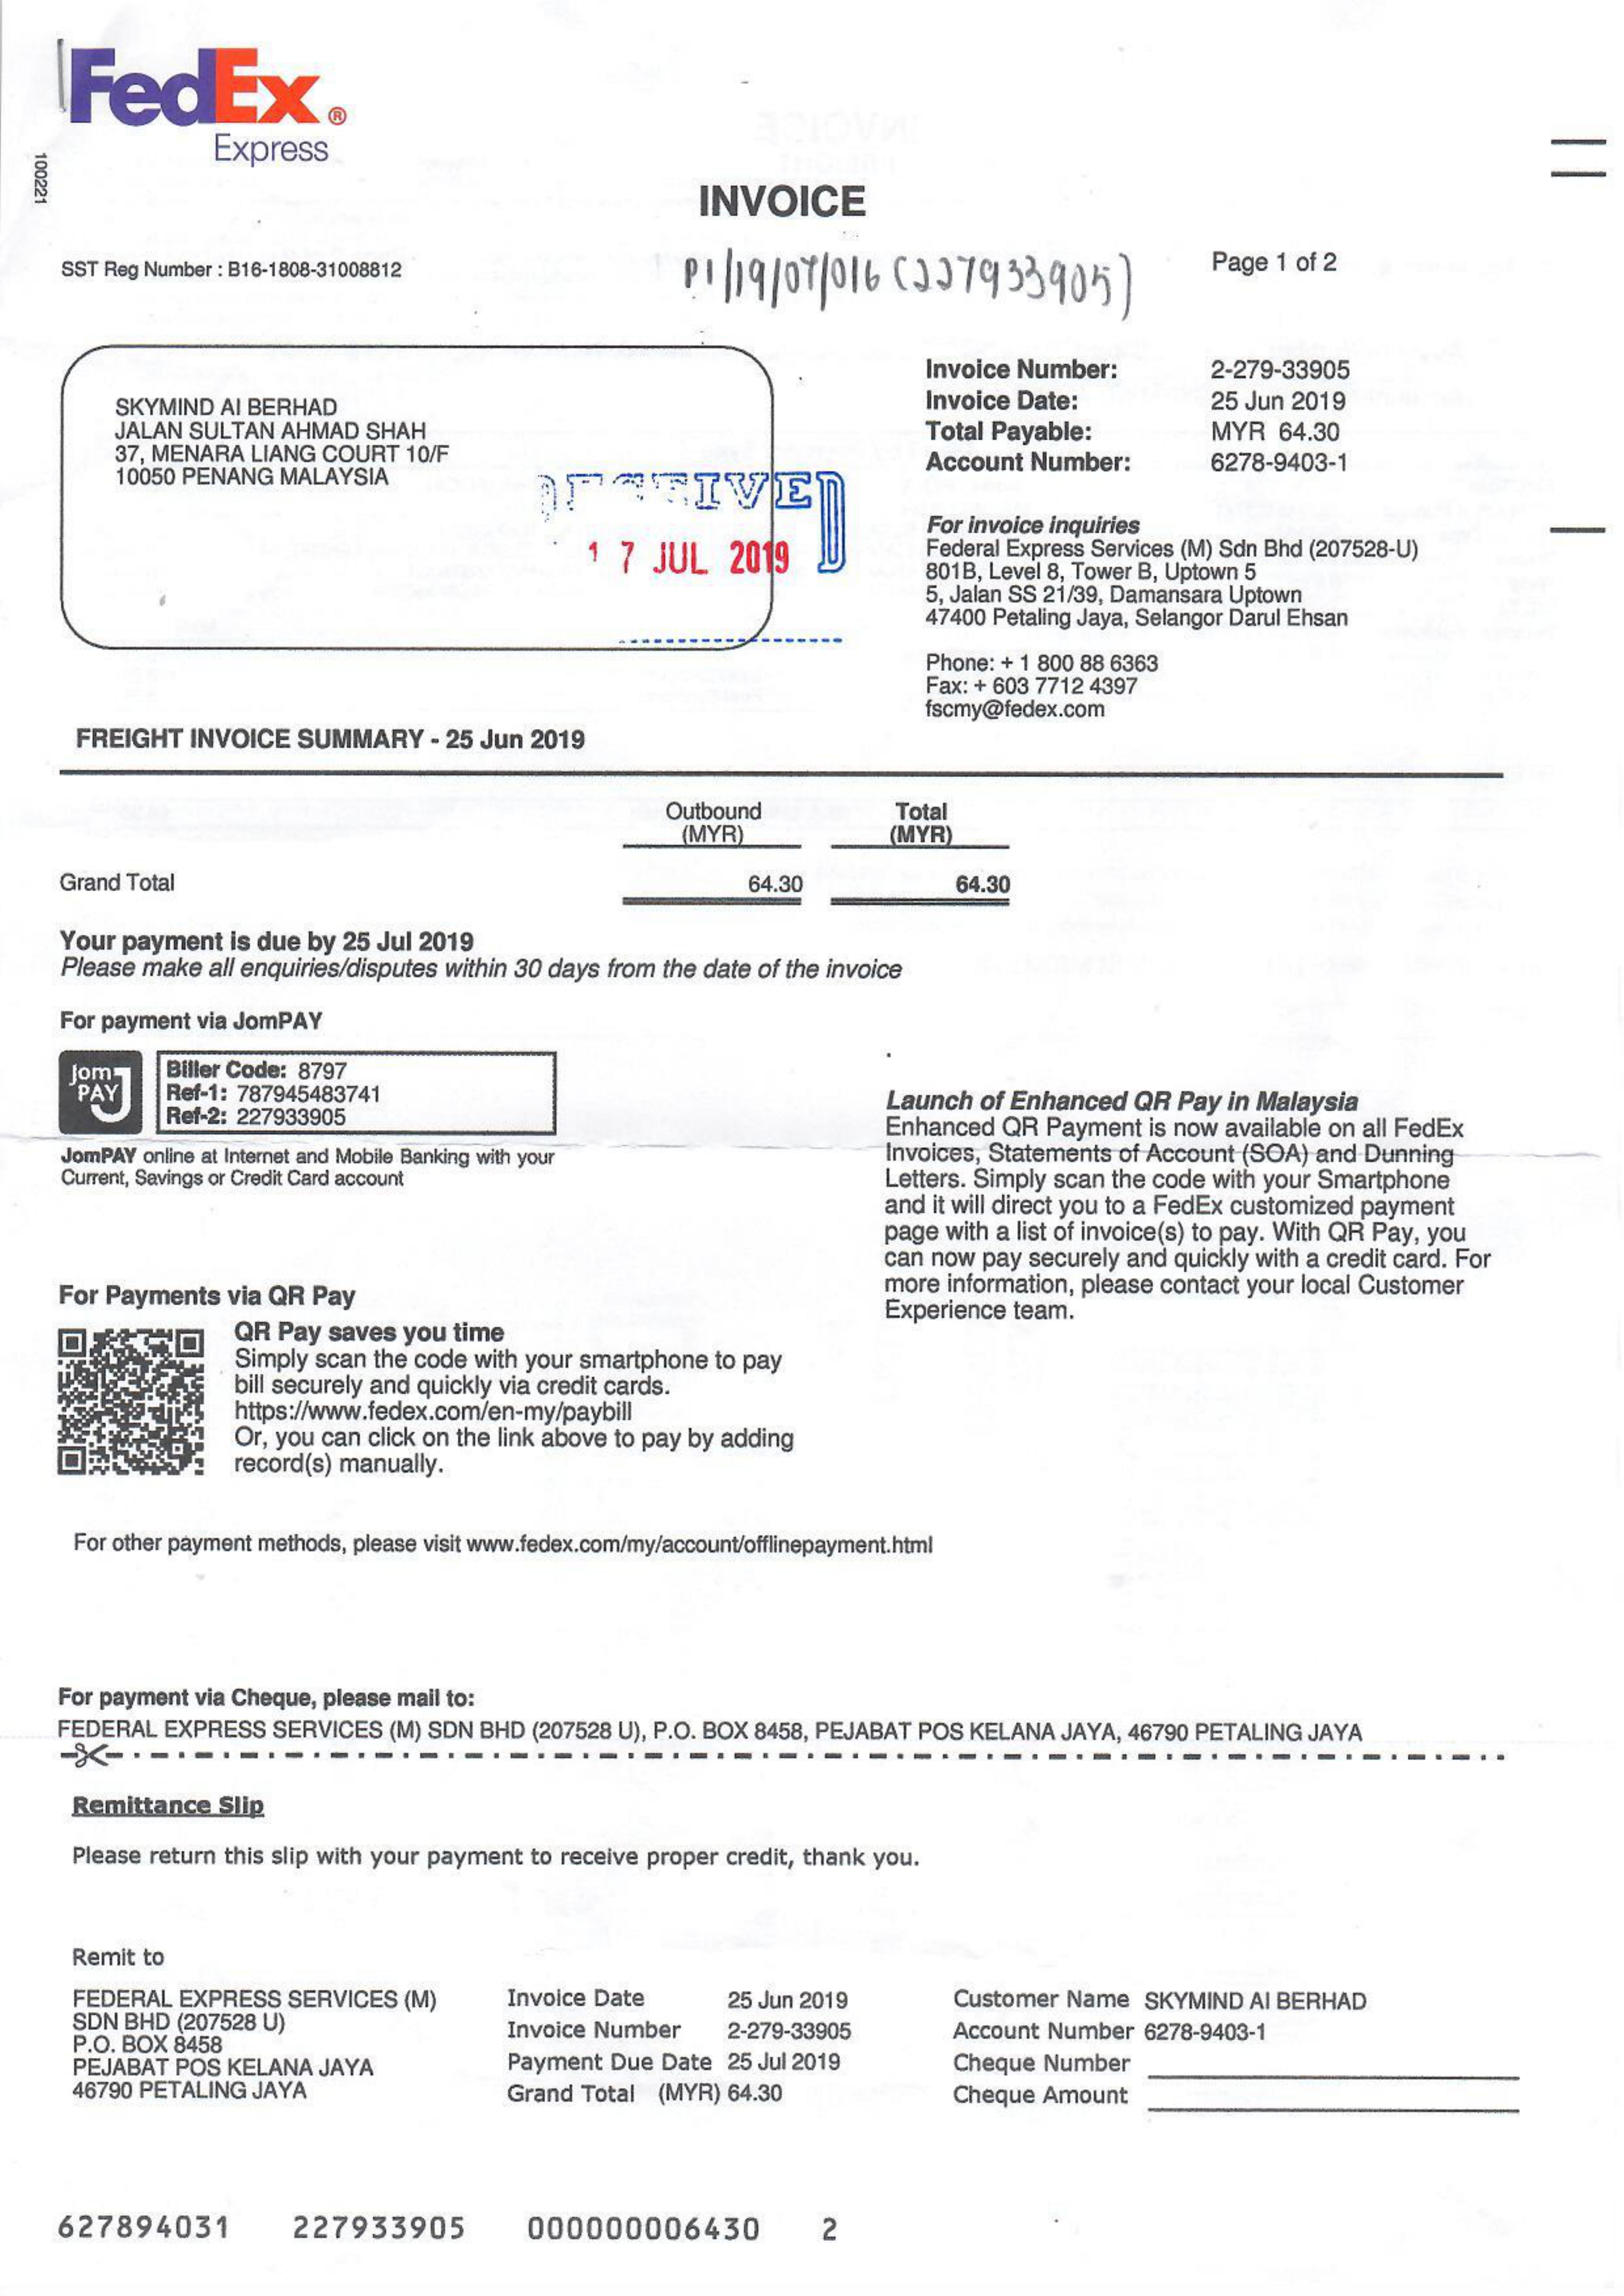 FedEx®
Express
100221
INVOICE
SST Reg Number : B16-1808-31008812
P1/19/07/016 (227933905)
Page 1 of 2
SKYMIND AI BERHAD
JALAN SULTAN AHMAD SHAH
37, MENARA LIANG COURT 10/F
10050 PENANG MALAYSIA
RECEIVED
17 JUL 2019
Invoice Number: 2-279-33905
Invoice Date: 25 Jun 2019
Total Payable: MYR 64.30
Account Number: 6278-9403-1
For invoice inquiries
Federal Express Services (M) Sdn Bhd (207528-U)
801B, Level 8, Tower B, Uptown 5
5, Jalan SS 21/39, Damansara Uptown
47400 Petaling Jaya, Selangor Darul Ehsan
Phone: + 1 800 88 6363
Fax: + 603 7712 4397
fscmy@fedex.com
FREIGHT INVOICE SUMMARY - 25 Jun 2019
Outbound Total
(MYR) (MYR)
Grand Total 64.30 64.30
Your payment is due by 25 Jul 2019
Please make all enquiries/disputes within 30 days from the date of the invoice
For payment via JomPAY
Jom
PAY
Biller Code: 8797
Ref-1: 787945483741
Ref-2: 227933905
JomPAY online at Internet and Mobile Banking with your
Current, Savings or Credit Card account
Launch of Enhanced QR Pay in Malaysia
Enhanced QR Payment is now available on all FedEx
Invoices, Statements of Account (SOA) and Dunning
Letters. Simply scan the code with your Smartphone
and it will direct you to a FedEx customized payment
page with a list of invoice(s) to pay. With QR Pay, you
can now pay securely and quickly with a credit card. For
more information, please contact your local Customer
Experience team.
For Payments via QR Pay
QR Pay saves you time
Simply scan the code with your smartphone to pay
bill securely and quickly via credit cards.
https://www.fedex.com/en-my/paybill
Or, you can click on the link above to pay by adding
record(s) manually.
For other payment methods, please visit www.fedex.com/my/account/offlinepayment.html
For payment via Cheque, please mail to:
FEDERAL EXPRESS SERVICES (M) SDN BHD (207528 U), P.O. BOX 8458, PEJABAT POS KELANA JAYA, 46790 PETALING JAYA
Remittance Slip
Please return this slip with your payment to receive proper credit, thank you.
Remit to
FEDERAL EXPRESS SERVICES (M)
SDN BHD (207528 U)
P.O. BOX 8458
PEJABAT POS KELANA JAYA
46790 PETALING JAYA
Invoice Date 25 Jun 2019
Invoice Number 2-279-33905
Payment Due Date 25 Jul 2019
Grand Total (MYR) 64.30
Customer Name SKYMIND AI BERHAD
Account Number 6278-9403-1
Cheque Number
Cheque Amount
627894031 227933905 000000006430 2